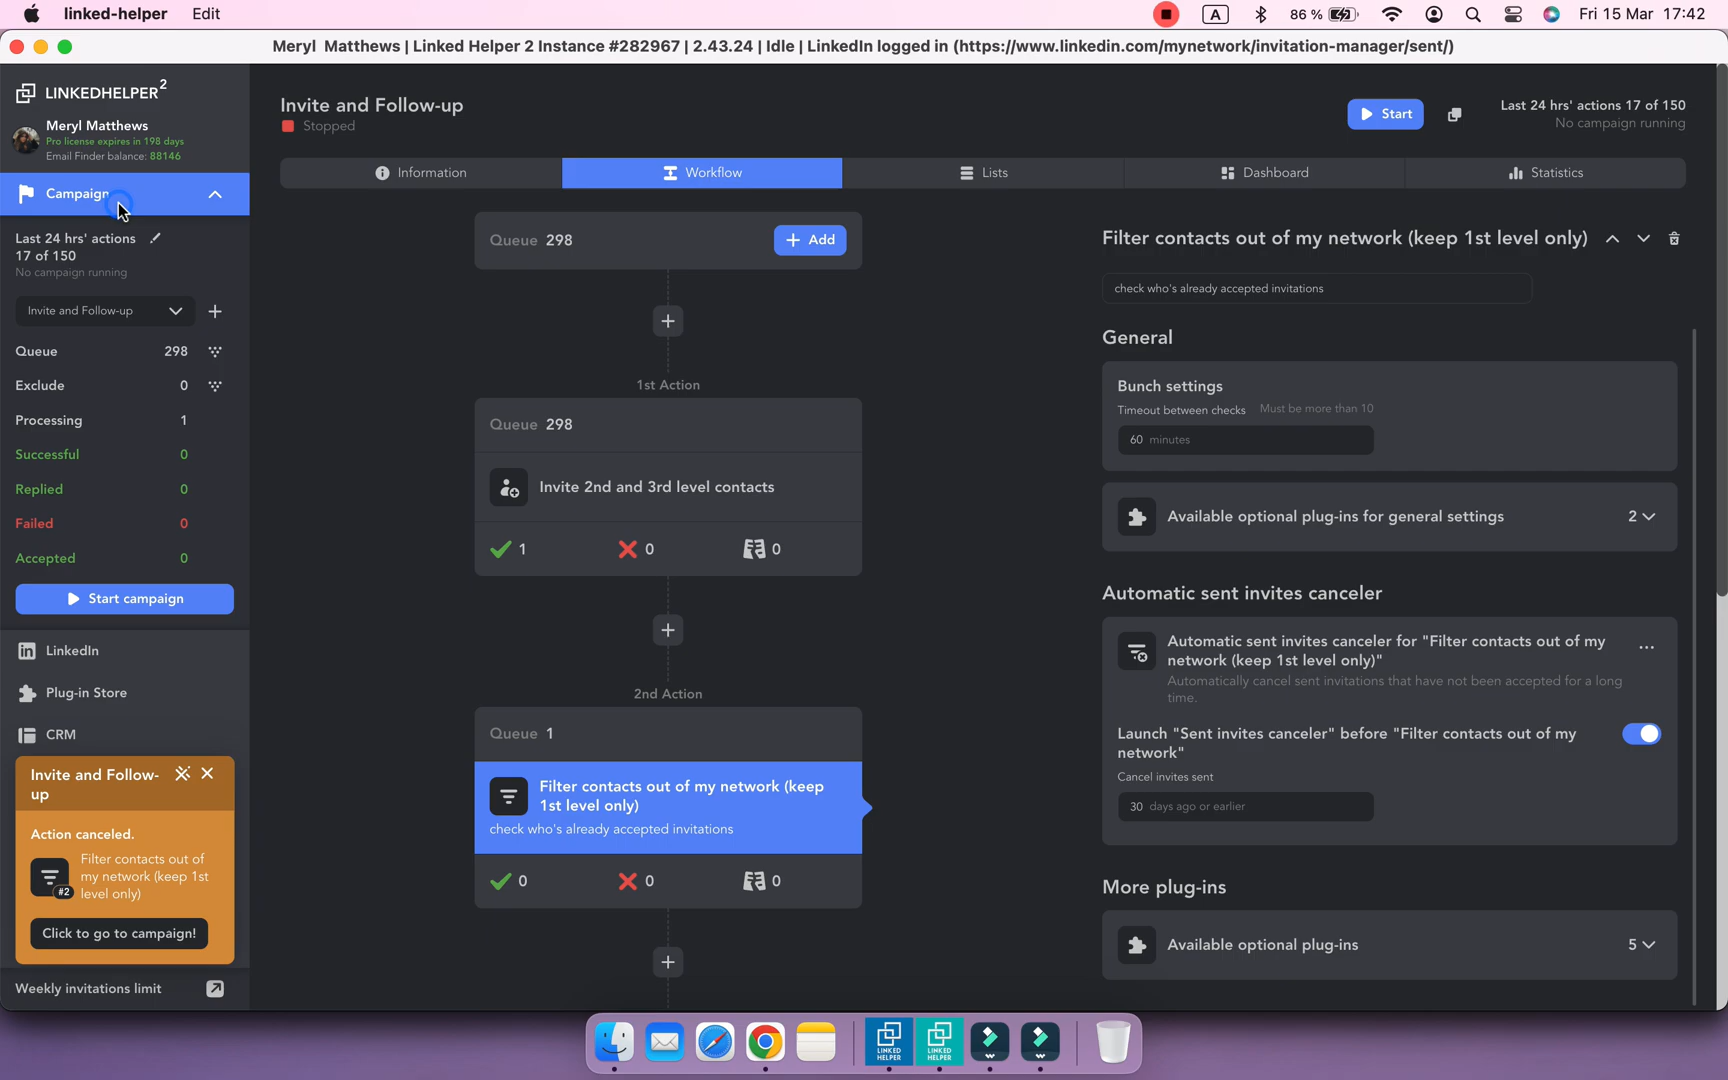 linked-helper Edit
A 86 % Fri 15 Mar 17:42
Meryl Matthews | Linked Helper 2 Instance #282967 | 2.43.24 | Idle | LinkedIn logged in (https://www.linkedin.com/mynetwork/invitation-manager/sent/)
LINKEDHELPER2
Meryl Matthews
Pro license expires in 198 days
Email Finder balance: 88146
Campaign
Last 24 hrs' actions
17 of 150
No campaign running
Invite and Follow-up
Queue 298
Exclude 0
Processing 1
Successful 0
Replied 0
Failed 0
Accepted 0
Start campaign
LinkedIn
Plug-in Store
CRM
Invite and Follow-
up
Action canceled.
Filter contacts out of
my network (keep 1st
level only)
#2
Click to go to campaign!
Weekly invitations limit
Invite and Follow-up
Stopped
Start
Last 24 hrs' actions 17 of 150
No campaign running
Information
Workflow
Lists
Dashboard
Statistics
Queue 298
Add
1st Action
Queue 298
Invite 2nd and 3rd level contacts
1 0 0
2nd Action
Queue 1
Filter contacts out of my network (keep
1st level only)
check who's already accepted invitations
0 0 0
Filter contacts out of my network (keep 1st level only)
check who's already accepted invitations
General
Bunch settings
Timeout between checks Must be more than 10
60 minutes
Available optional plug-ins for general settings 2
Automatic sent invites canceler
Automatic sent invites canceler for "Filter contacts out of my
network (keep 1st level only)"
Automatically cancel sent invitations that have not been accepted for a long
time.
Launch "Sent invites canceler" before "Filter contacts out of my
network"
Cancel invites sent
30 days ago or earlier
More plug-ins
Available optional plug-ins 5
LINKED
HELPER
LINKED
HELPER